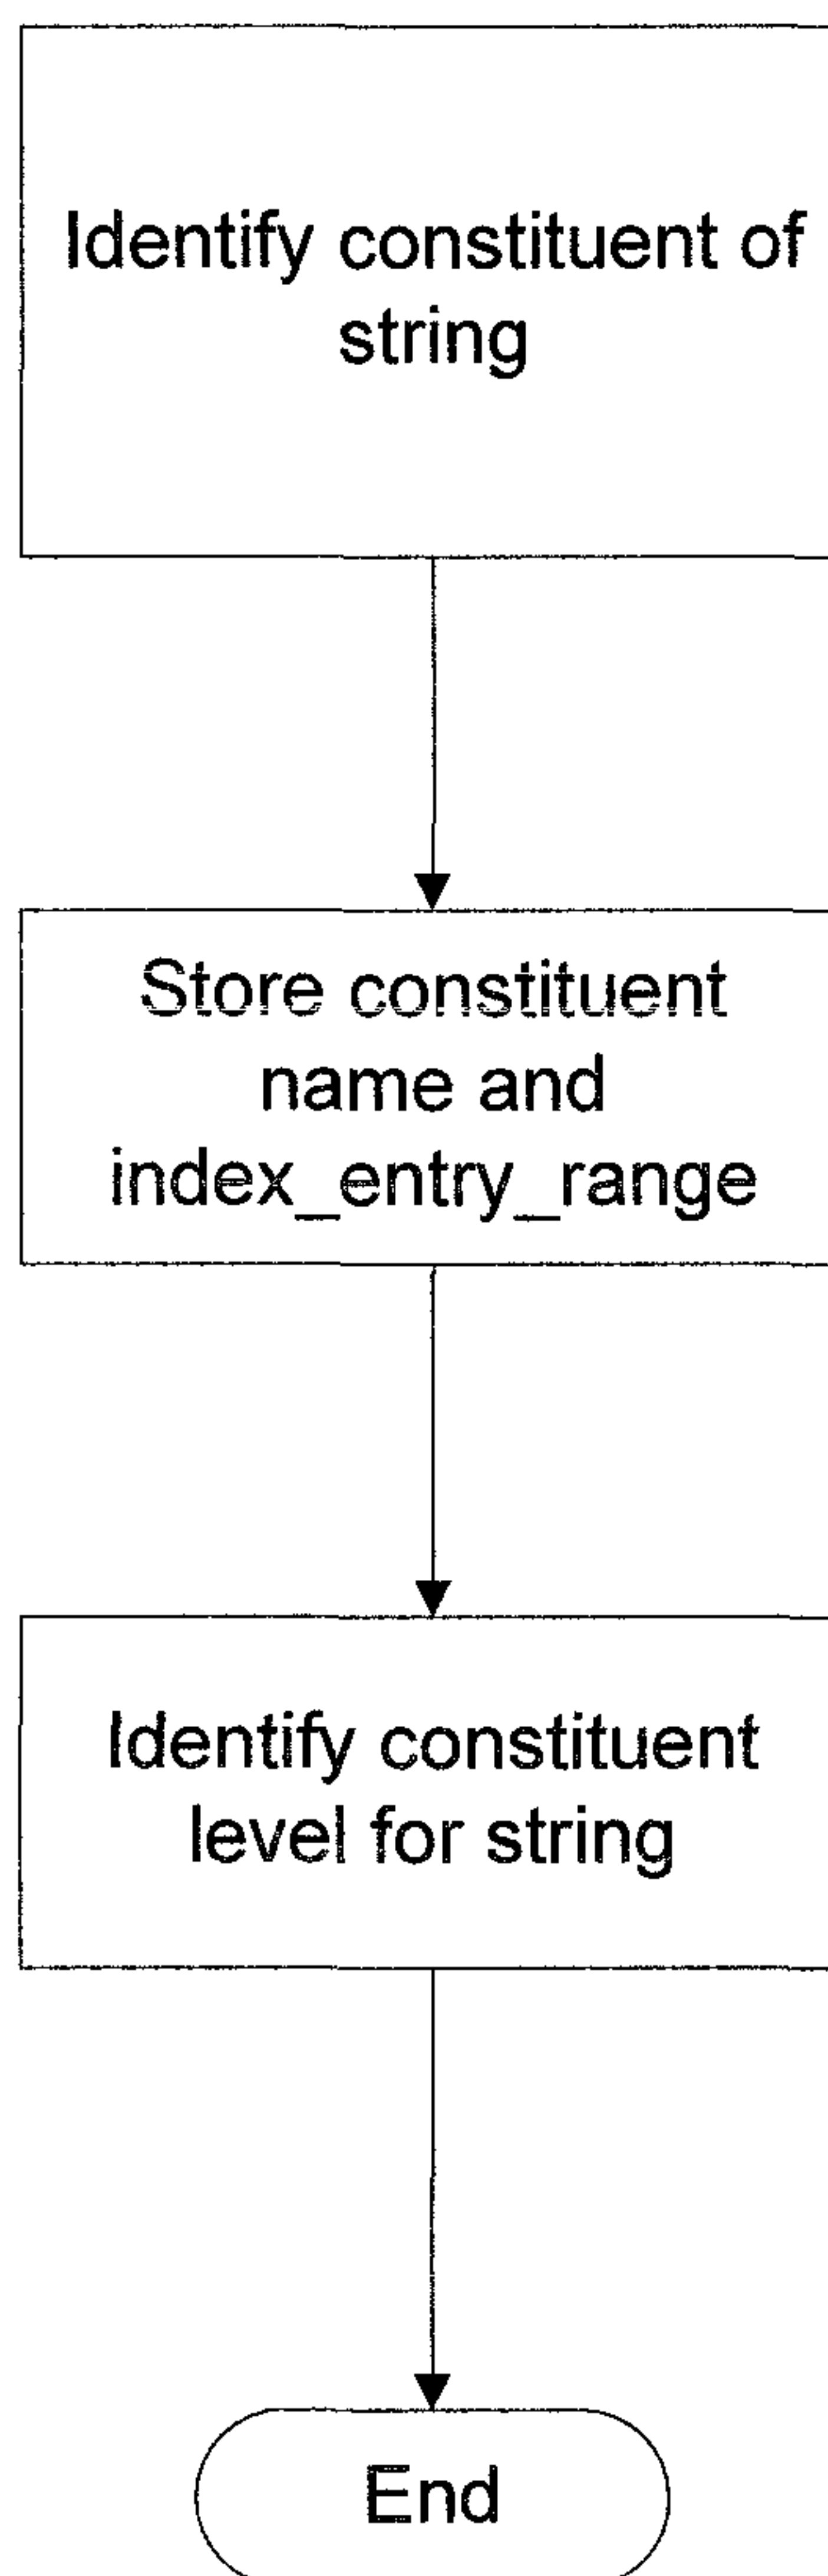 Identify constituent of
string
Store constituent
name and
index_entry_range
Identify constituent
level for string
End